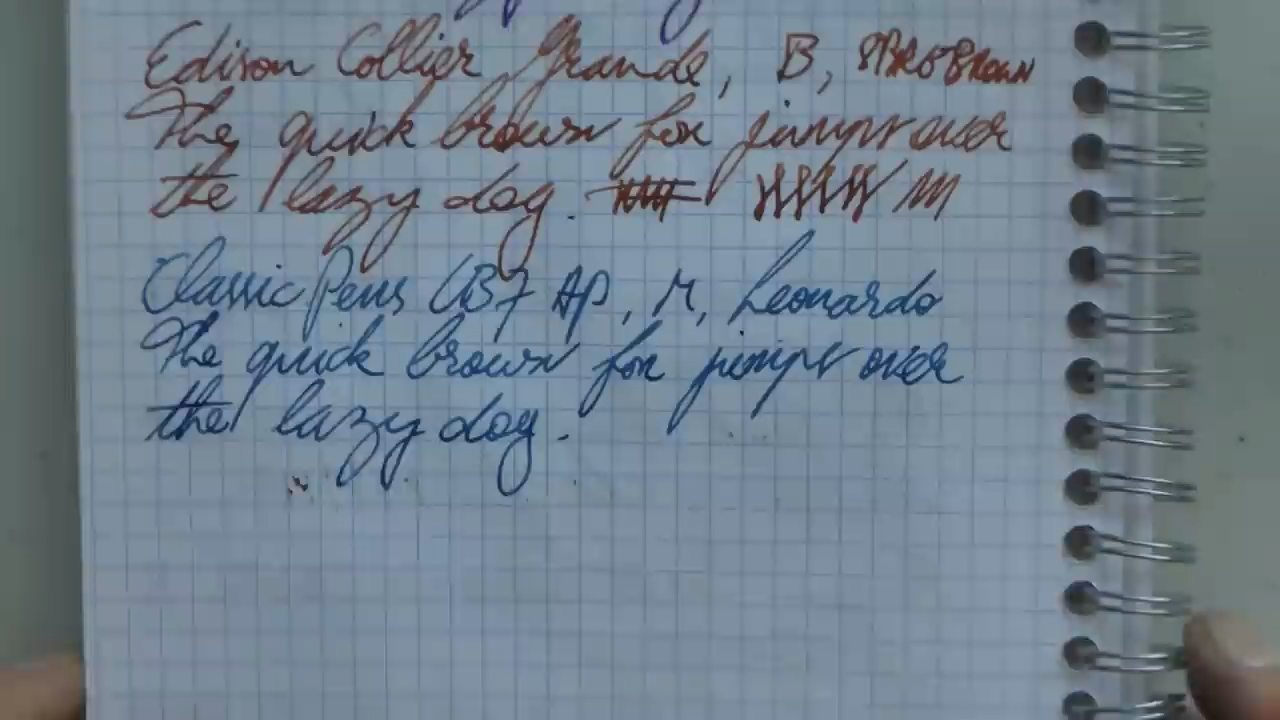 Edison Collier Grande, B,
The quick brown fox jumps over
the lazy dog.
Classic Pens LB7 AP, M, Leonardo
The quick brown fox jumps over
the lazy dog.